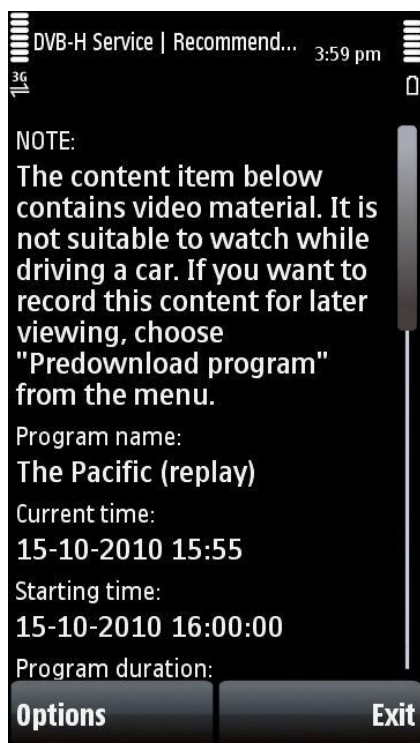 DVB-H Service | Recommend...
3:59 pm
3G
NOTE:
The content item below
contains video material. It is
not suitable to watch while
driving a car. If you want to
record this content for later
viewing, choose
"Predownload program"
from the menu.
Program name:
The Pacific (replay)
Current time:
15-10-2010 15:55
Starting time:
15-10-2010 16:00:00
Program duration:
Options
Exit